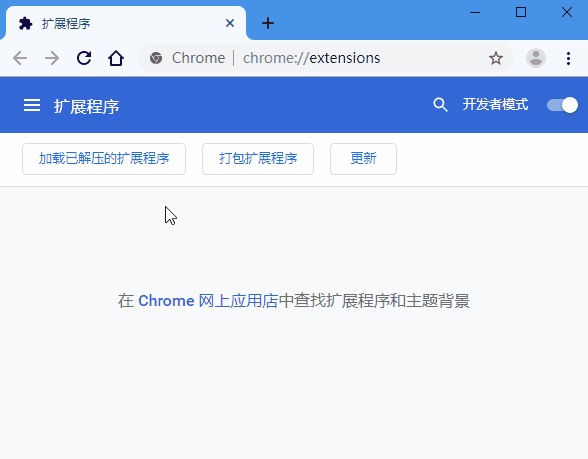 扩展程序
Chrome | chrome://extensions
扩展程序
开发者模式
加载已解压的扩展程序
打包扩展程序
更新
在 Chrome 网上应用店中查找扩展程序和主题背景